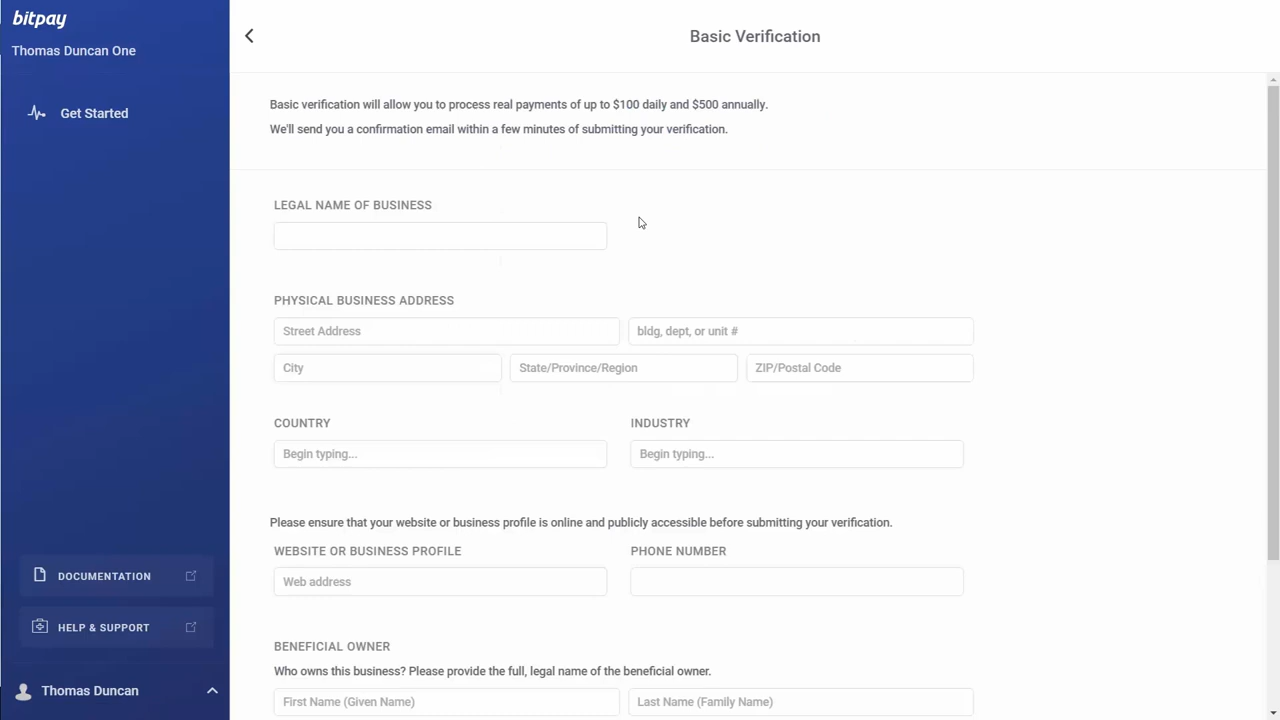 bitpay
Thomas Duncan One
Get Started
DOCUMENTATION
HELP & SUPPORT
Thomas Duncan
Basic Verification
Basic verification will allow you to process real payments of up to $100 daily and $500 annually.
We'll send you a confirmation email within a few minutes of submitting your verification.
LEGAL NAME OF BUSINESS
PHYSICAL BUSINESS ADDRESS
Street Address
bldg, dept, or unit #
City
State/Province/Region
ZIP/Postal Code
COUNTRY
INDUSTRY
Begin typing...
Begin typing...
Please ensure that your website or business profile is online and publicly accessible before submitting your verification.
WEBSITE OR BUSINESS PROFILE
PHONE NUMBER
Web address
BENEFICIAL OWNER
Who owns this business? Please provide the full, legal name of the beneficial owner.
First Name (Given Name)
Last Name (Family Name)